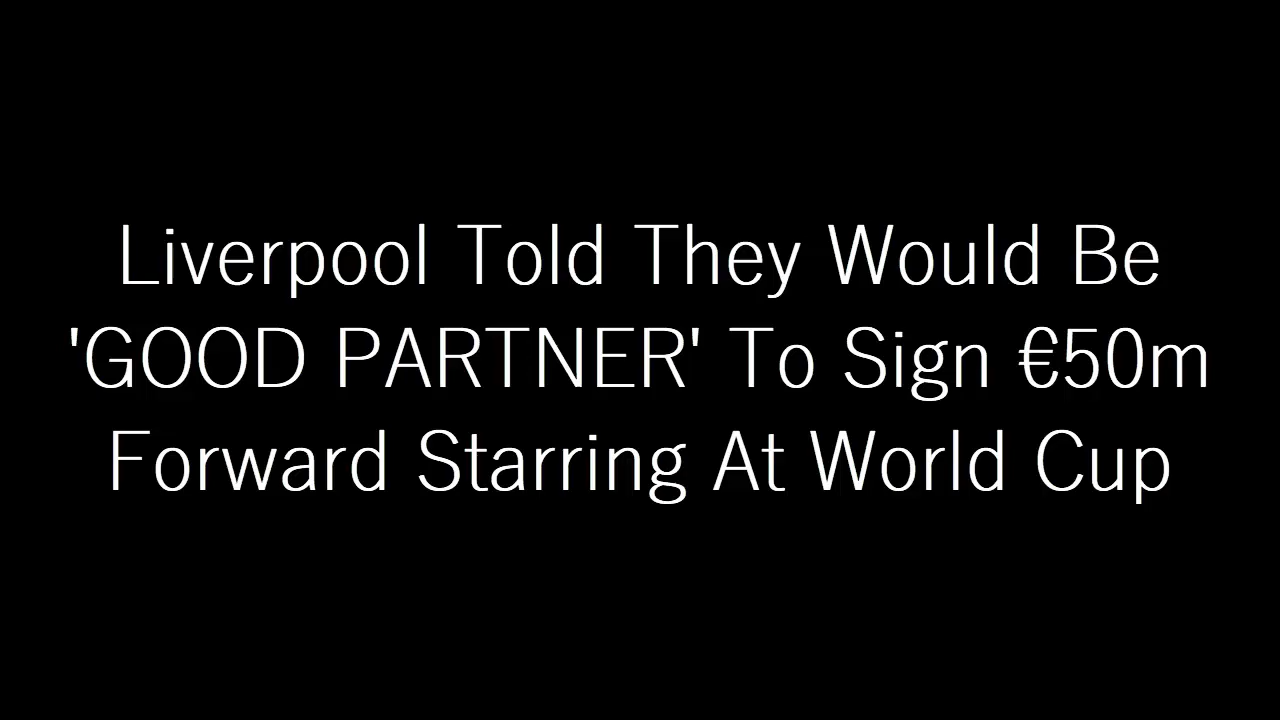 Liverpool Told They Would Be
'GOOD PARTNER' To Sign €50m
Forward Starring At World Cup